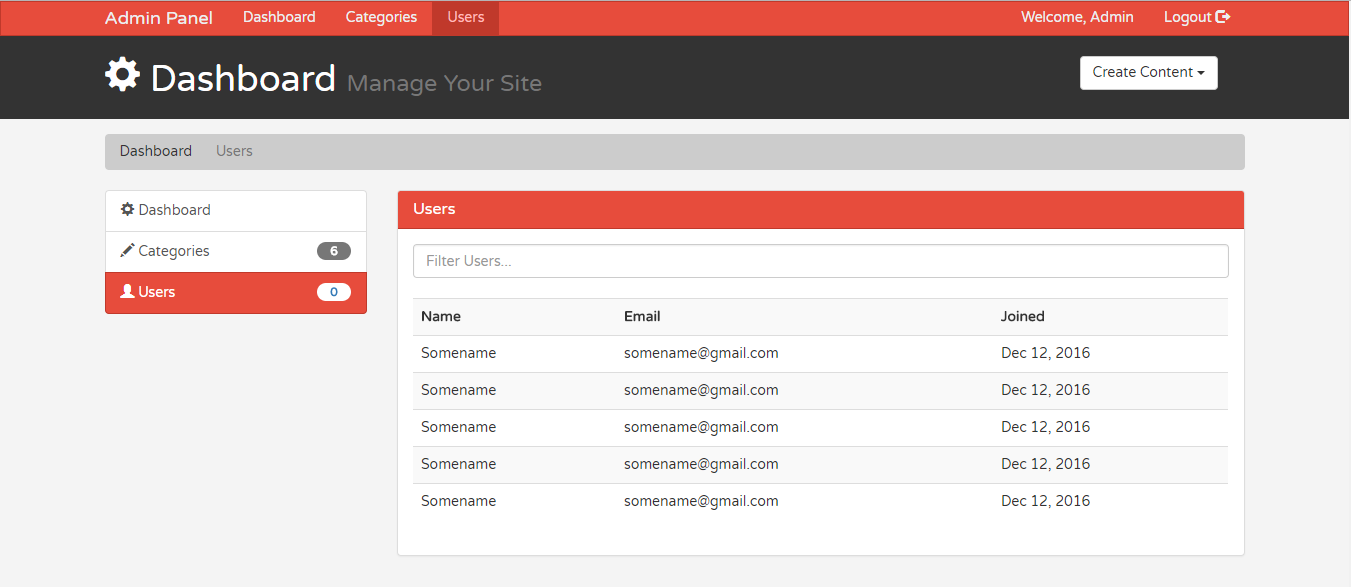 Admin Panel Dashboard Categories Users Welcome, Admin Logout
Dashboard Manage Your Site Create Content
Dashboard Users
Dashboard
Categories 6
Users 0
Users
Filter Users...
Name Email Joined
Somename somename@gmail.com Dec 12, 2016
Somename somename@gmail.com Dec 12, 2016
Somename somename@gmail.com Dec 12, 2016
Somename somename@gmail.com Dec 12, 2016
Somename somename@gmail.com Dec 12, 2016